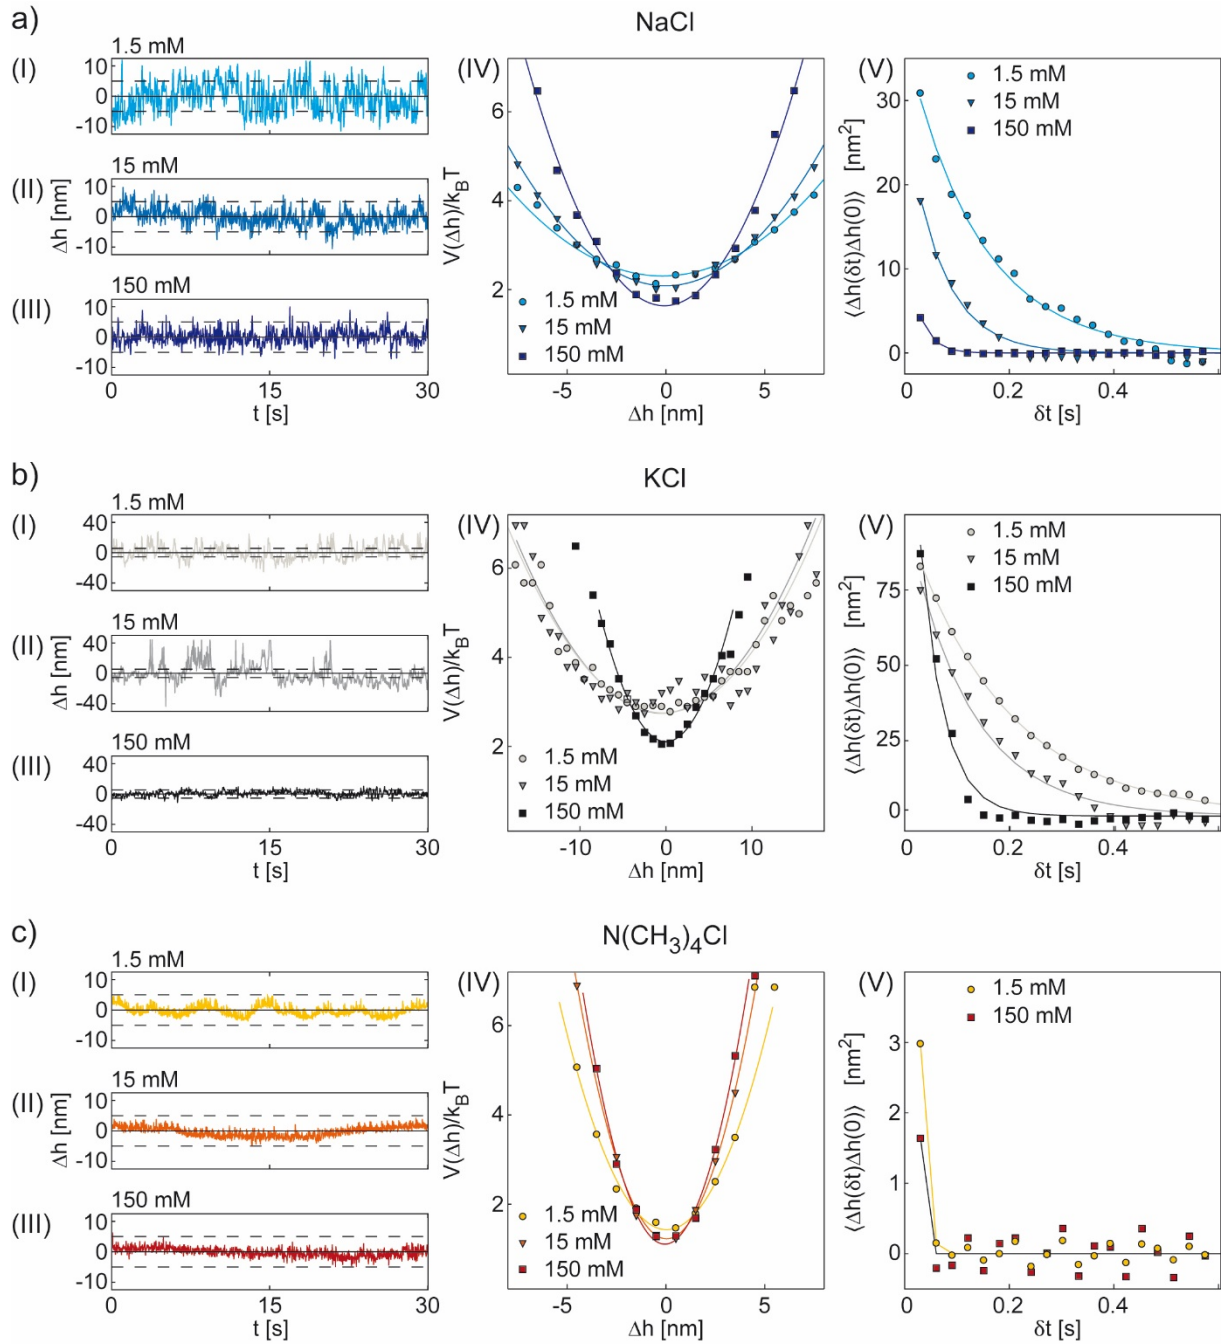 a)
NaCl
(I)
1.5 mM
10
0
-10
(II)
15 mM
10
0
-10
Δh [nm]
(III)
150 mM
10
0
-10
0
15
30
t [s]
(IV)
6
4
2
V(Δh)/kBT
1.5 mM
15 mM
150 mM
-5
0
5
Δh [nm]
(V)
30
20
10
0
⟨Δh(δt)Δh(0)⟩ [nm²]
1.5 mM
15 mM
150 mM
0
0.2
0.4
δt [s]
b)
KCl
(I)
1.5 mM
40
0
-40
(II)
15 mM
40
0
-40
Δh [nm]
(III)
150 mM
40
0
-40
0
15
30
t [s]
(IV)
6
4
2
V(Δh)/kBT
1.5 mM
15 mM
150 mM
-10
0
10
Δh [nm]
(V)
75
50
25
0
⟨Δh(δt)Δh(0)⟩ [nm²]
1.5 mM
15 mM
150 mM
0
0.2
0.4
δt [s]
c)
N(CH₃)₄Cl
(I)
1.5 mM
10
0
-10
(II)
15 mM
10
0
-10
Δh [nm]
(III)
150 mM
10
0
-10
0
15
30
t [s]
(IV)
6
4
2
V(Δh)/kBT
1.5 mM
15 mM
150 mM
-5
0
5
Δh [nm]
(V)
3
2
1
0
⟨Δh(δt)Δh(0)⟩ [nm²]
1.5 mM
150 mM
0
0.2
0.4
δt [s]